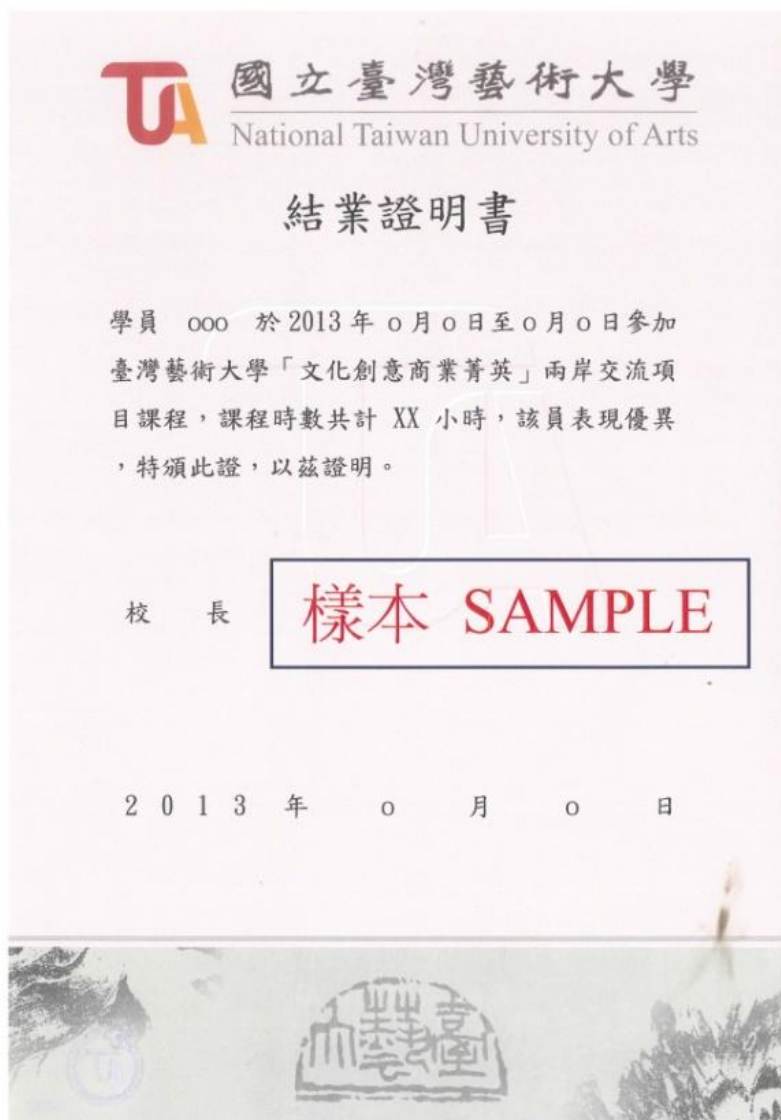 國立臺灣藝術大學
National Taiwan University of Arts
結業證明書
學員 ooo 於 2013 年 o 月 o 日至 o 月 o 日參加
臺灣藝術大學「文化創意商業菁英」兩岸交流項
目課程，課程時數共計 XX 小時，該員表現優異
，特頒此證，以茲證明。
校 長 樣本 SAMPLE
2 0 1 3 年 o 月 o 日
臺藝大